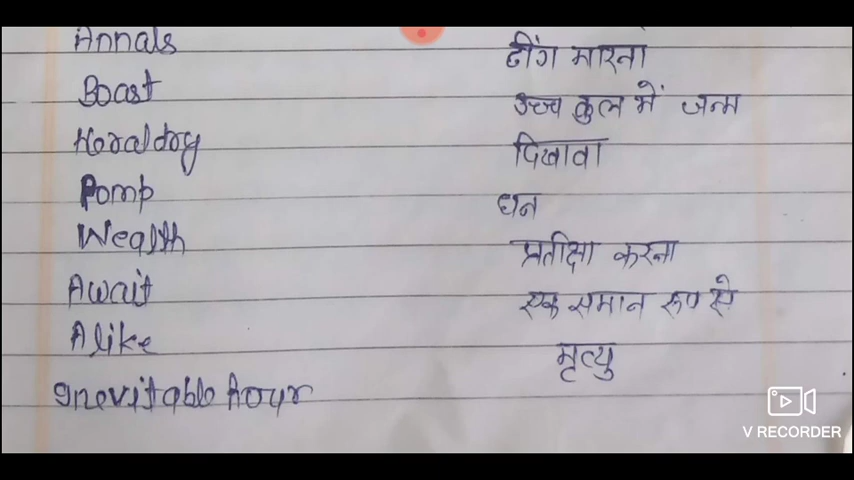 Annals
Boast ढींग मारना
Heraldry उच्च कुल में जन्म
Pomp दिखावा
Wealth धन
Await प्रतीक्षा करना
Alike एक समान रूप से
Inevitable hour मृत्यु
V RECORDER